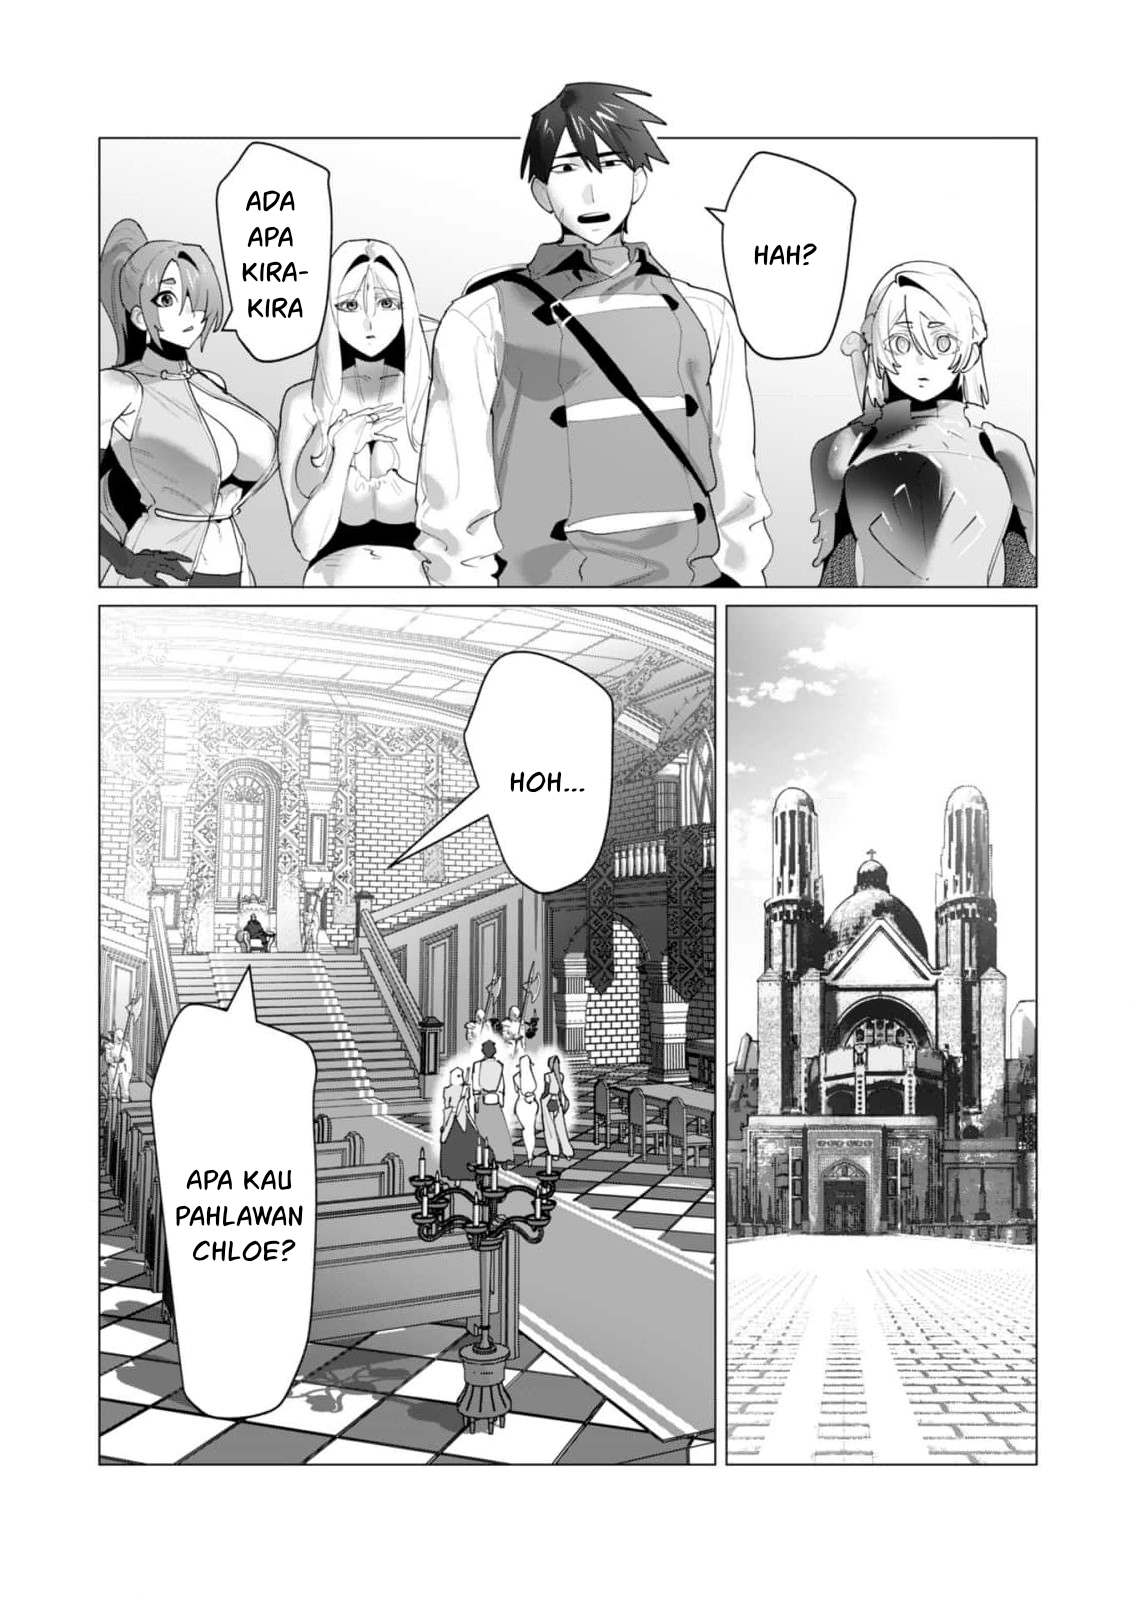 HAH?
ADA
APA
KIRA-
KIRA
HOH...
APA KAU
PAHLAWAN
CHLOE?